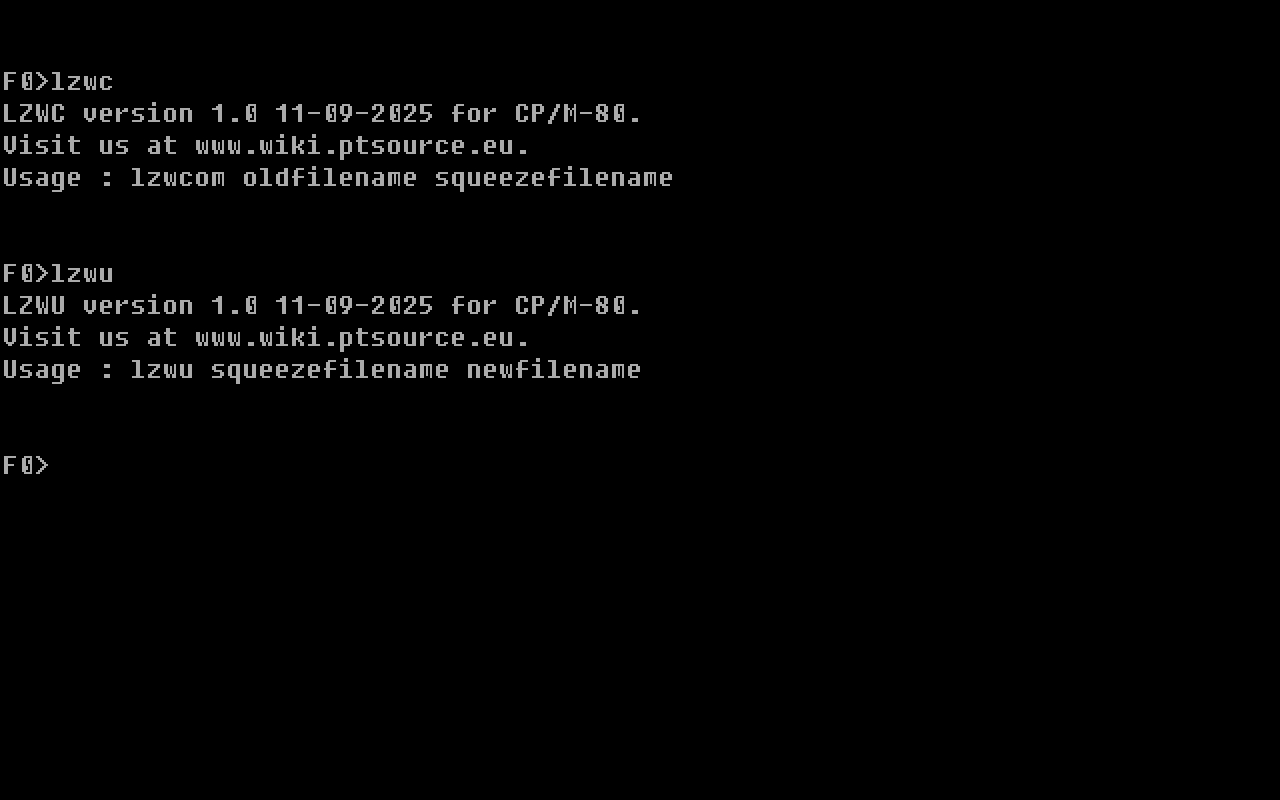 F0>lzwc
LZWC version 1.0 11-09-2025 for CP/M-80.
Visit us at www.wiki.ptsource.eu.
Usage : lzwcom oldfilename squeezefilename
F0>lzwu
LZWU version 1.0 11-09-2025 for CP/M-80.
Visit us at www.wiki.ptsource.eu.
Usage : lzwu squeezefilename newfilename
F0>